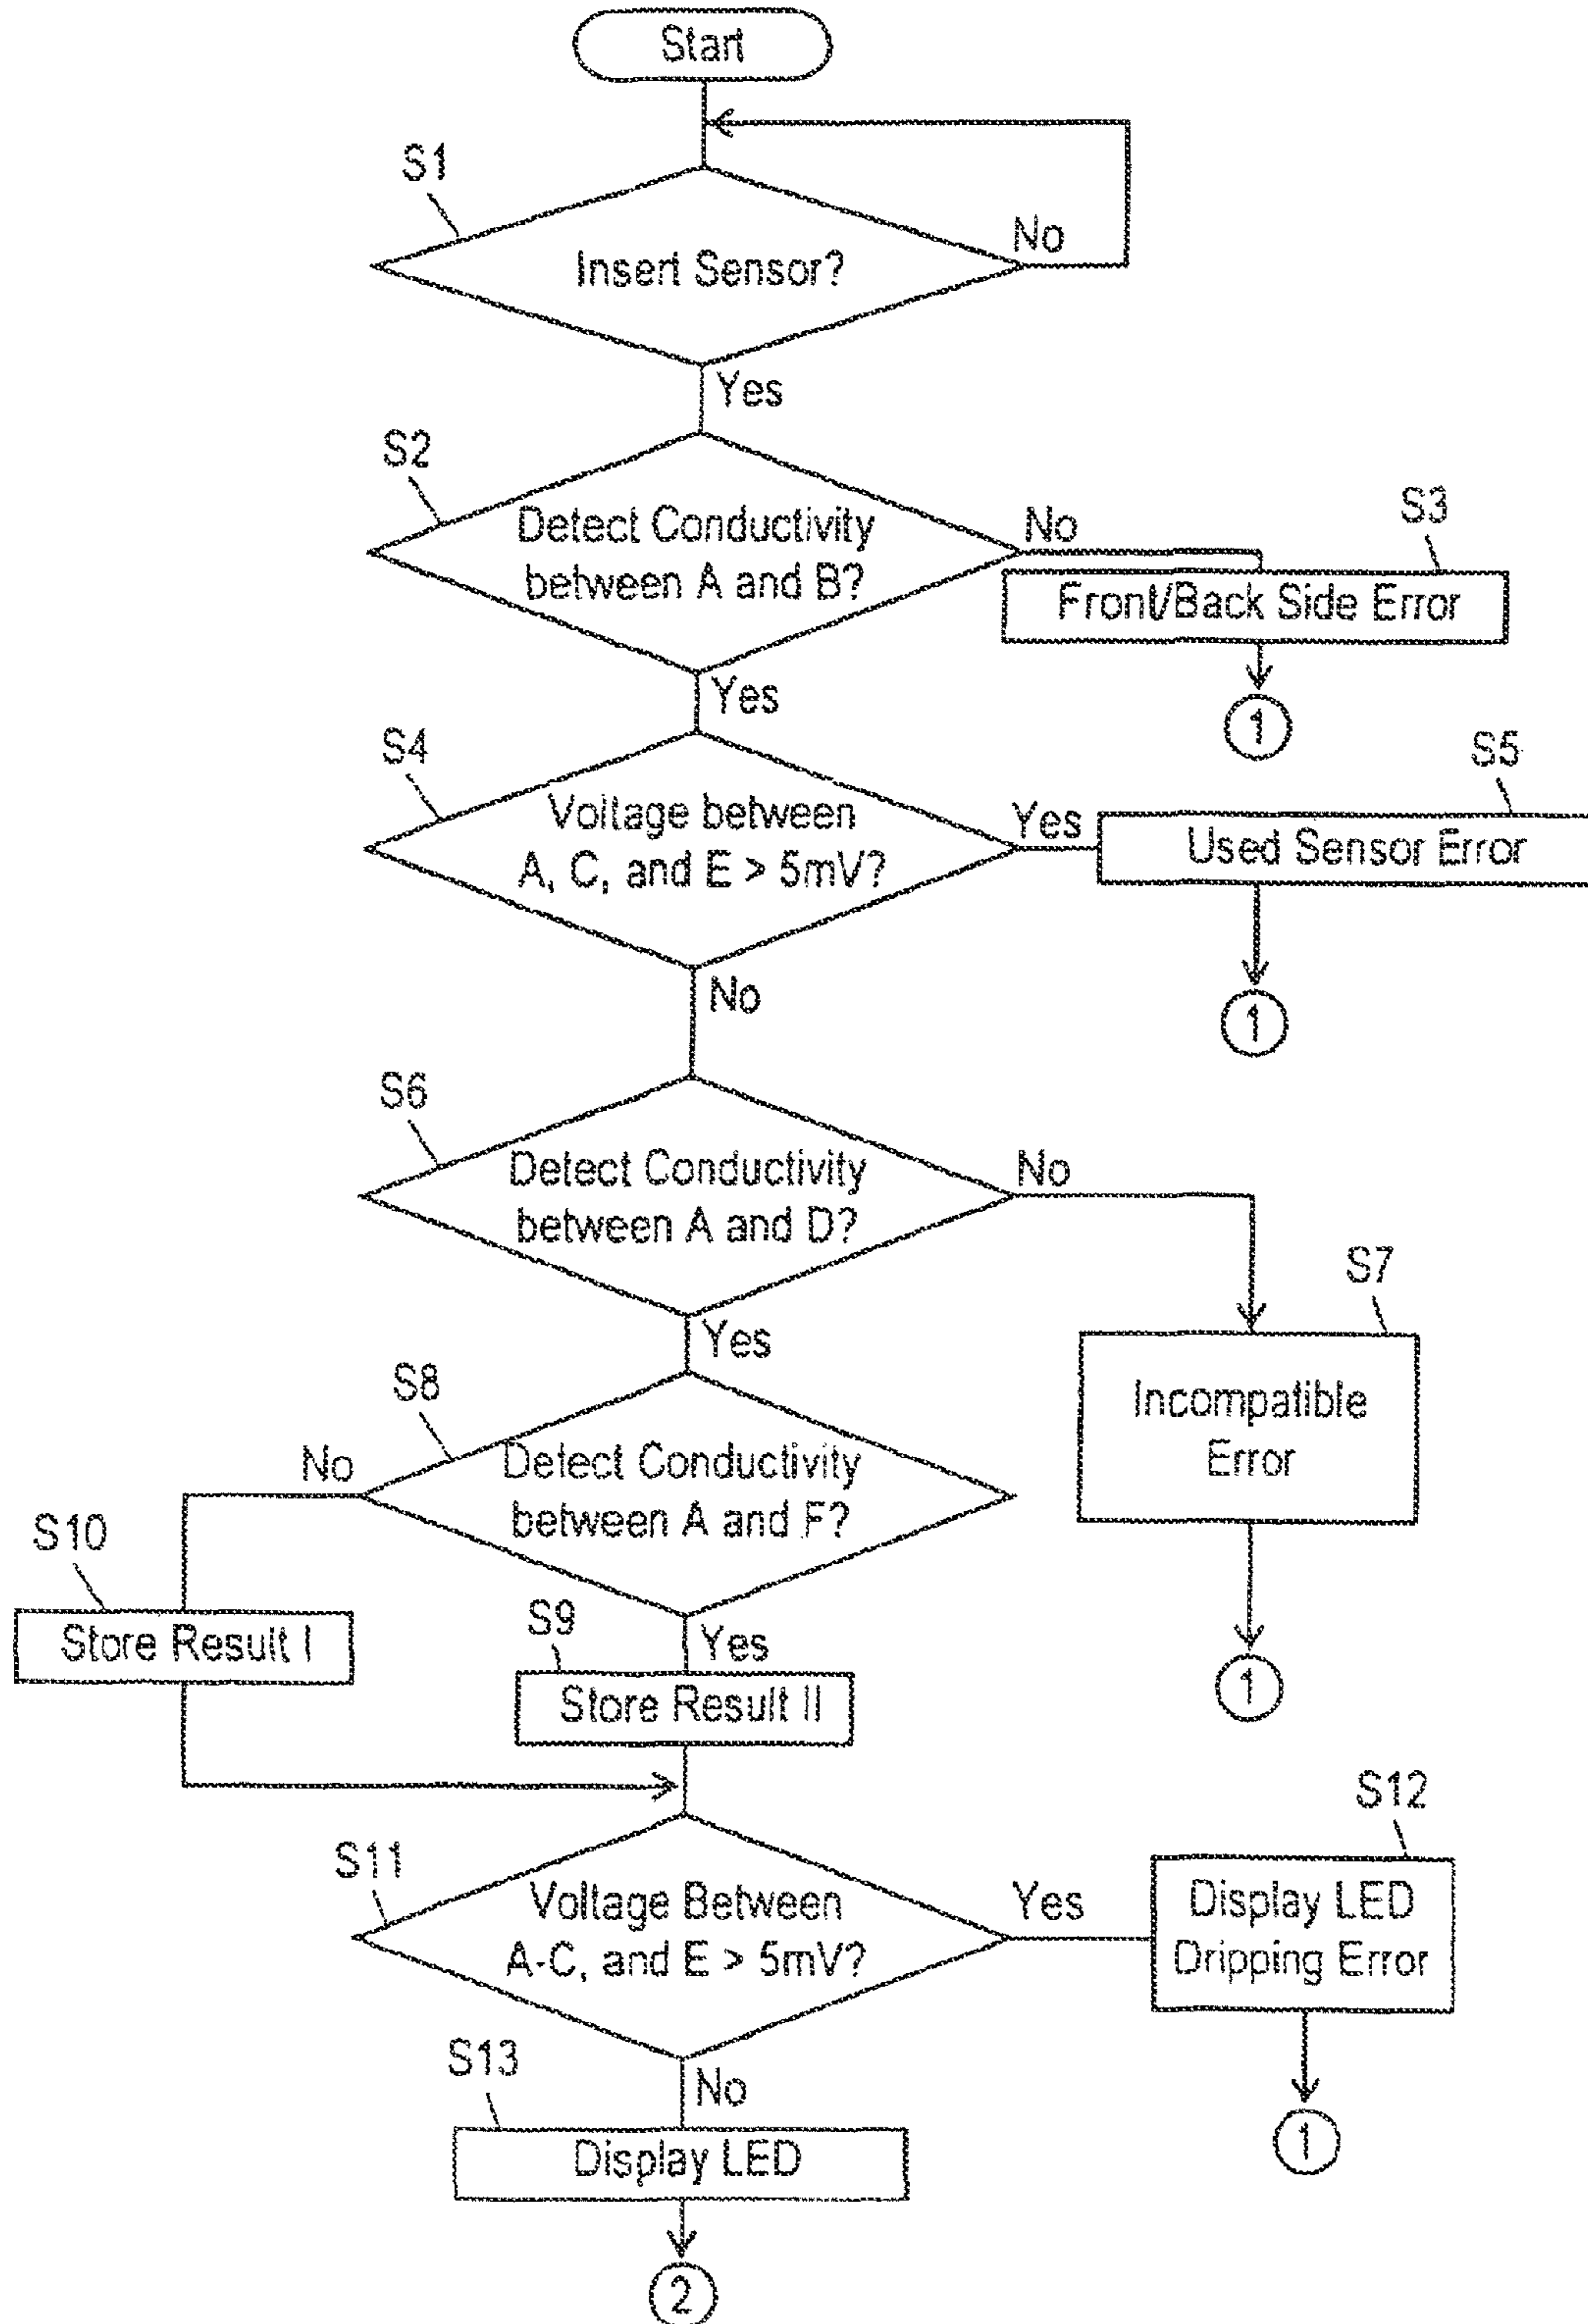 Start
S1
Insert Sensor?
No
Yes
S2
Detect Conductivity
between A and B?
No
S3
Front/Back Side Error
1
Yes
S4
Voltage between
A, C, and E > 5mV?
Yes
S5
Used Sensor Error
1
No
S6
Detect Conductivity
between A and D?
No
S7
Incompatible
Error
1
Yes
S8
Detect Conductivity
between A and F?
No
S10
Store Result I
S9
Yes
Store Result II
S11
Voltage Between
A-C, and E > 5mV?
Yes
S12
Display LED
Dripping Error
1
No
S13
Display LED
2